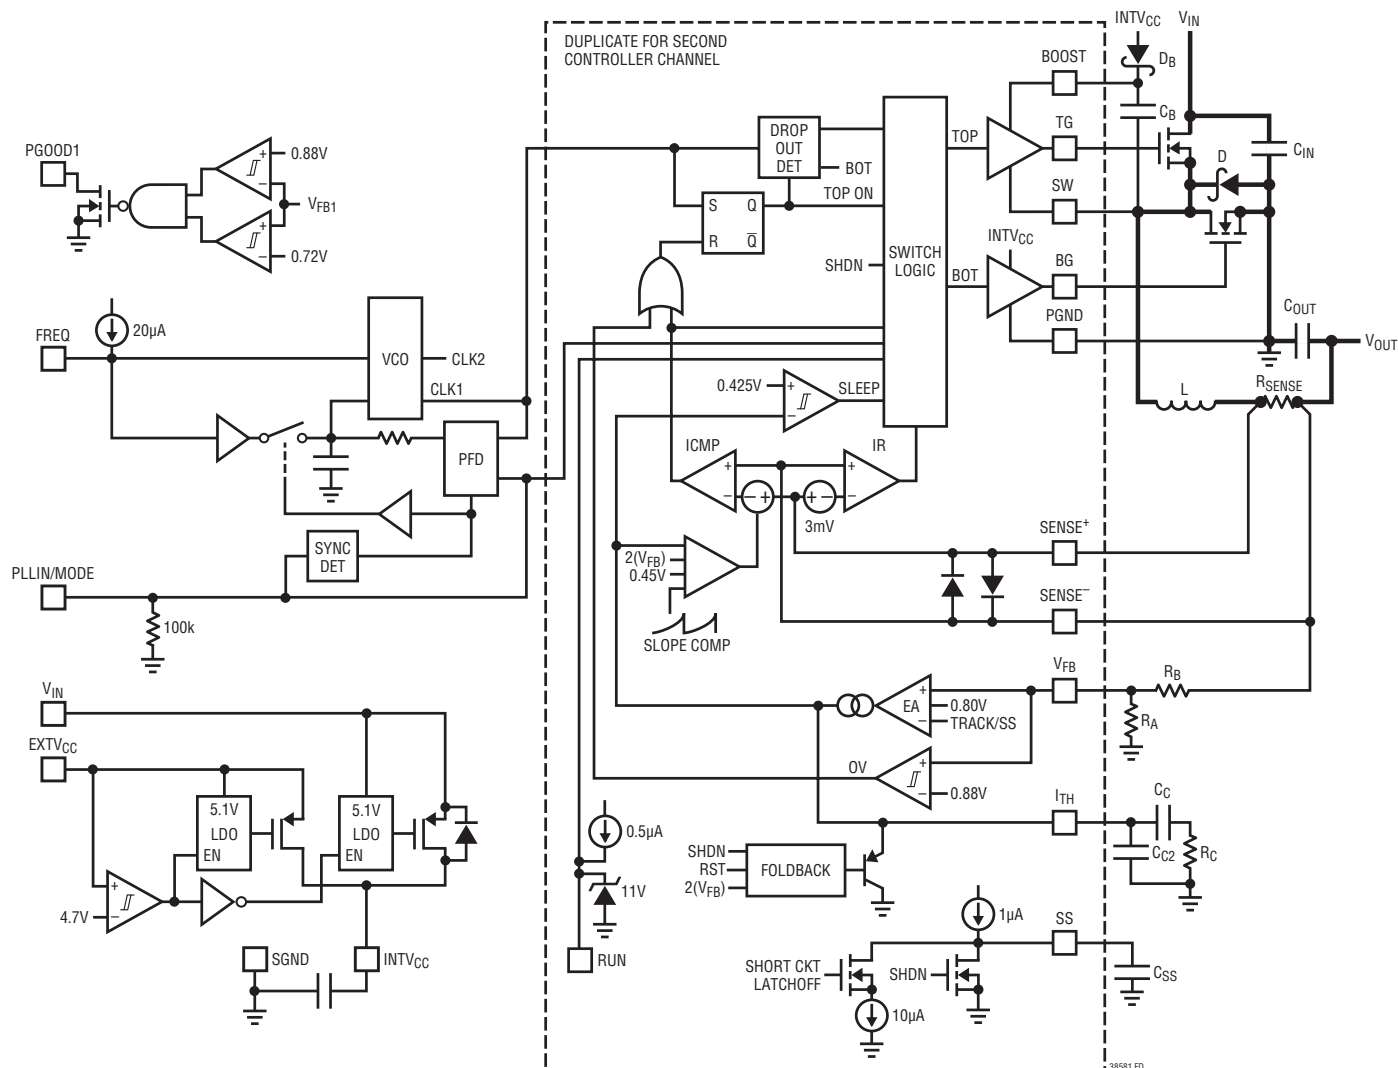 DUPLICATE FOR SECOND
CONTROLLER CHANNEL
INTVCC
VIN
DB
BOOST
CB
TG
CIN
D
SW
INTVCC
BG
PGND
COUT
VOUT
L
RSENSE
PGOOD1
+
0.88V
−
VFB1
+
0.72V
−
DROP
OUT
DET
BOT
TOP ON
TOP
S
Q
R
Q
SHDN
SWITCH
LOGIC
BOT
FREQ
20µA
VCO
CLK2
CLK1
PFD
SYNC
DET
PLLIN/MODE
100k
0.425V
+
−
SLEEP
ICMP
+
−
− +
+ −
3mV
IR
+
−
2(VFB)
0.45V
SLOPE COMP
SENSE+
SENSE−
VFB
RB
RA
EA
+
0.80V
−
TRACK/SS
OV
+
−
0.88V
ITH
CC
CC2
RC
VIN
EXTVCC
5.1V
LDO
EN
5.1V
LDO
EN
4.7V
+
−
SGND
INTVCC
0.5µA
11V
RUN
SHDN
RST
2(VFB)
FOLDBACK
1µA
SS
CSS
SHORT CKT
LATCHOFF
SHDN
10µA
38581 FD